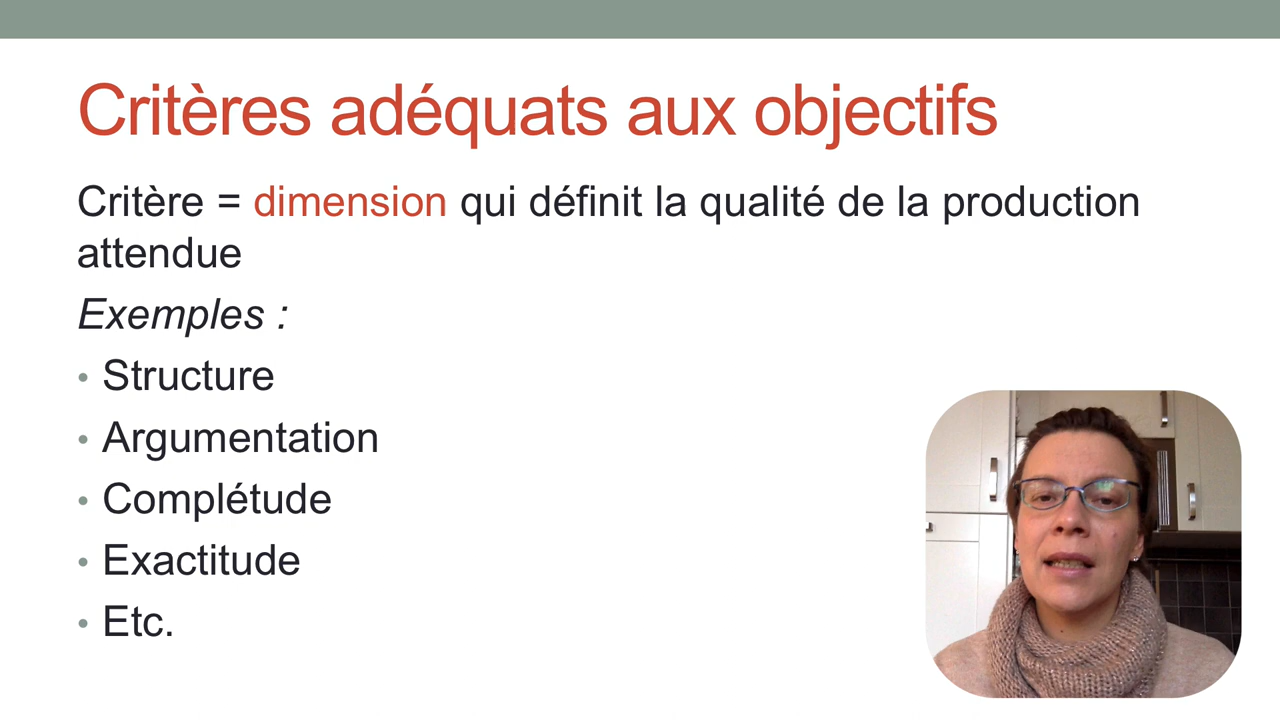 Critères adéquats aux objectifs
Critère = dimension qui définit la qualité de la production
attendue
Exemples :
• Structure
• Argumentation
• Complétude
• Exactitude
• Etc.